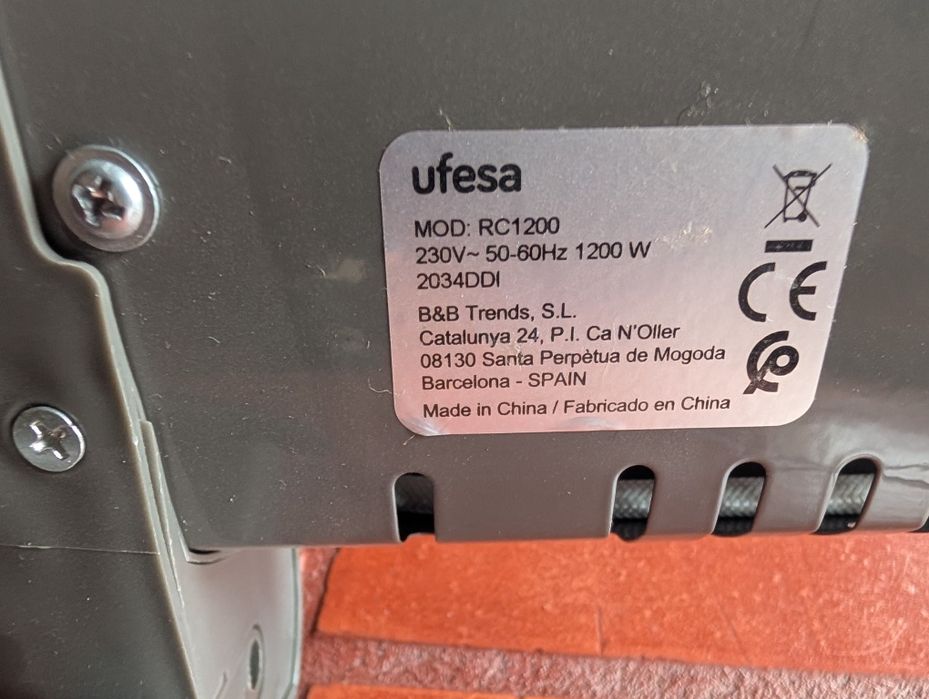 ufesa
MOD: RC1200
230V~ 50-60Hz 1200 W
2034DDI
B&B Trends, S.L.
Catalunya 24, P.I. Ca N'Oller
08130 Santa Perpètua de Mogoda
Barcelona - SPAIN
Made in China / Fabricado en China
CE